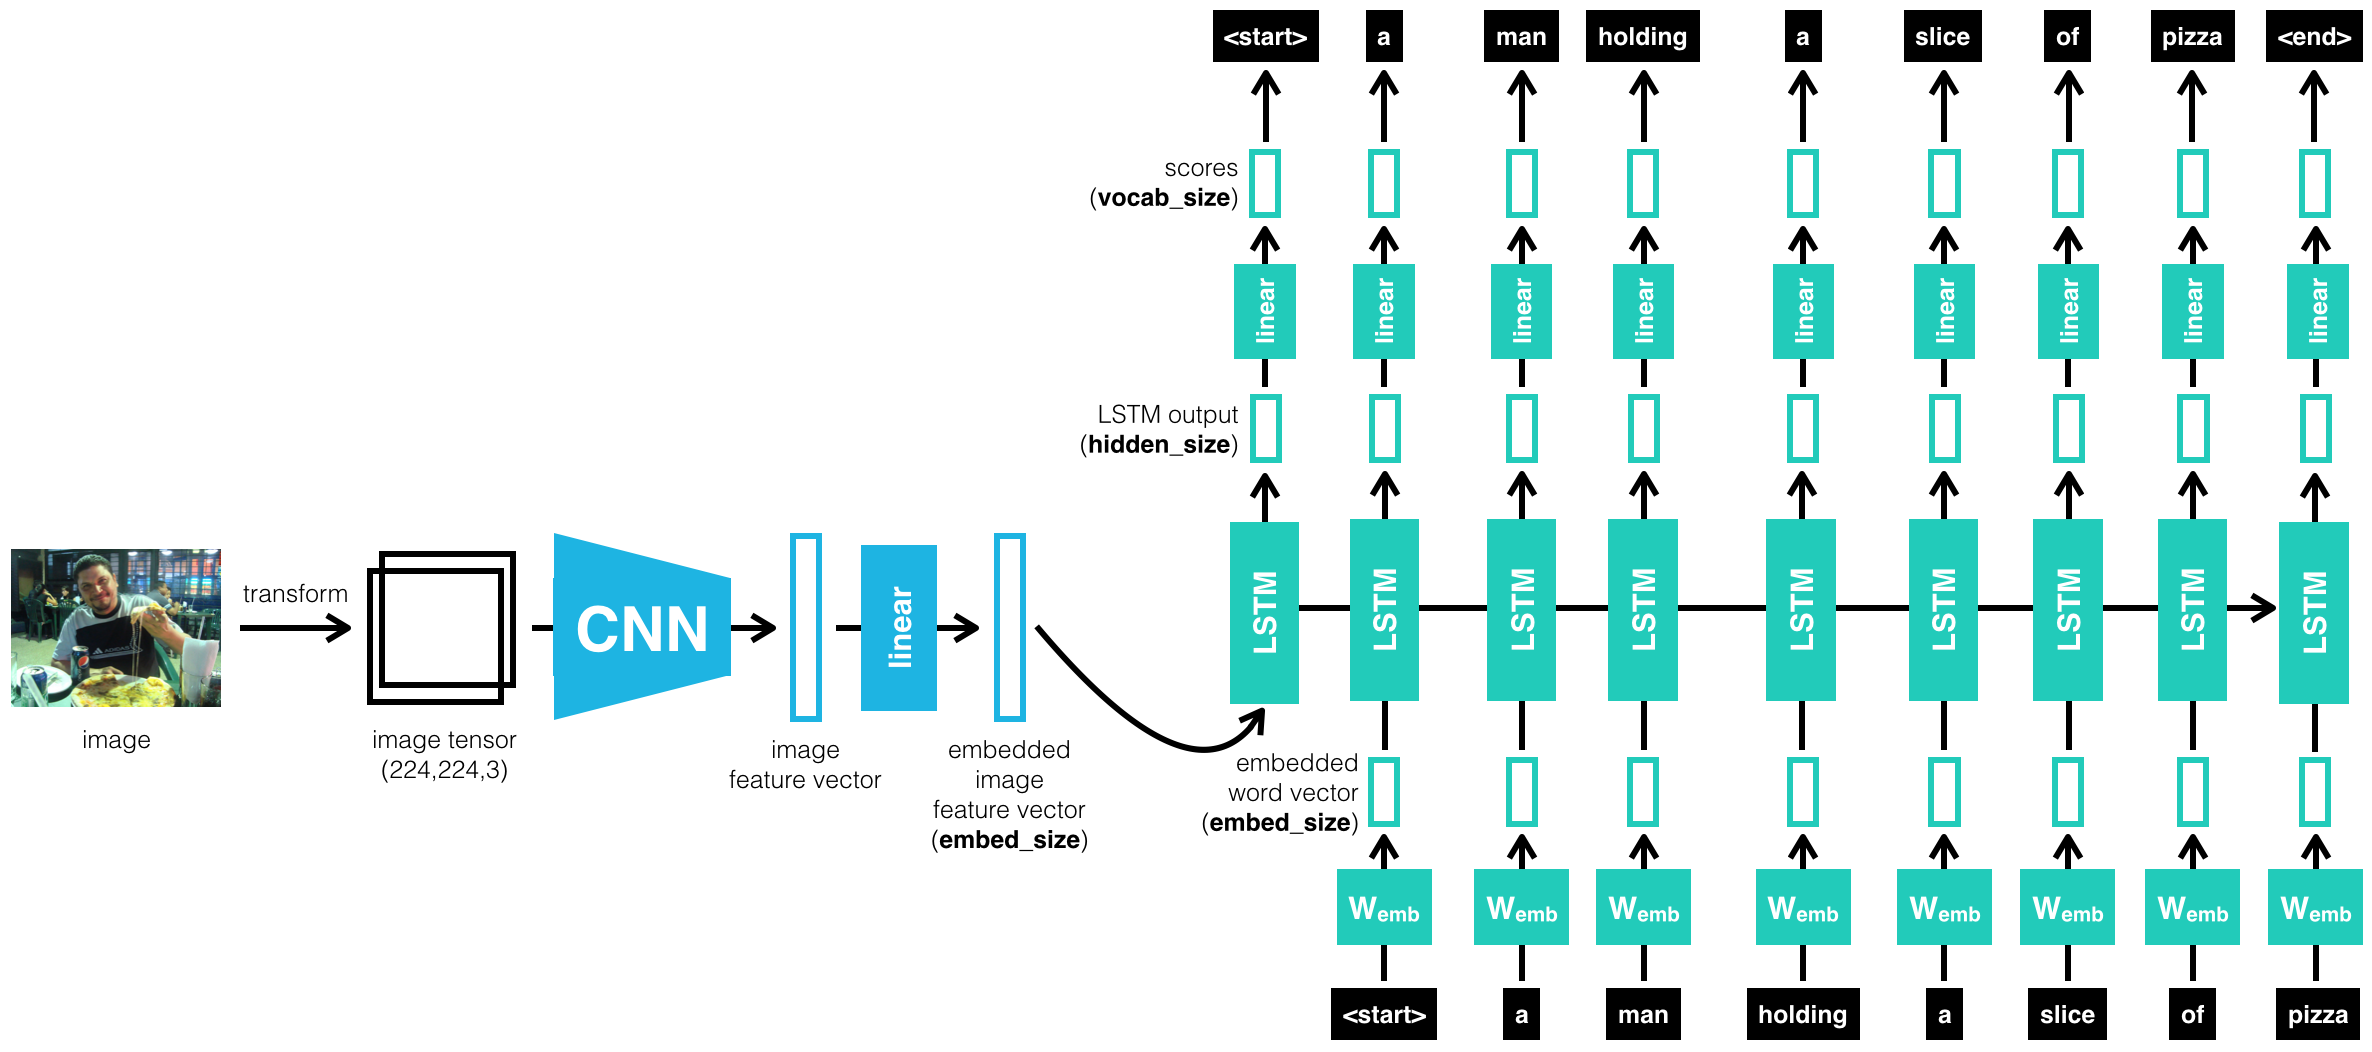 <start> a man holding a slice of pizza <end>
scores
(vocab_size)
linear linear linear linear linear linear linear linear linear
LSTM output
(hidden_size)
LSTM LSTM LSTM LSTM LSTM LSTM LSTM LSTM LSTM
transform
CNN
linear
image
image tensor
(224,224,3)
image
feature vector
embedded
image
feature vector
(embed_size)
embedded
word vector
(embed_size)
Wemb Wemb Wemb Wemb Wemb Wemb Wemb Wemb
<start> a man holding a slice of pizza